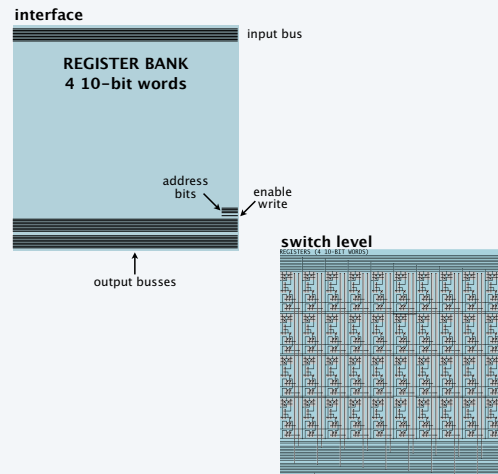 interface
input bus
REGISTER BANK
4 10-bit words
address
bits
enable
write
output busses
switch level
REGISTERS (4 10-BIT WORDS)